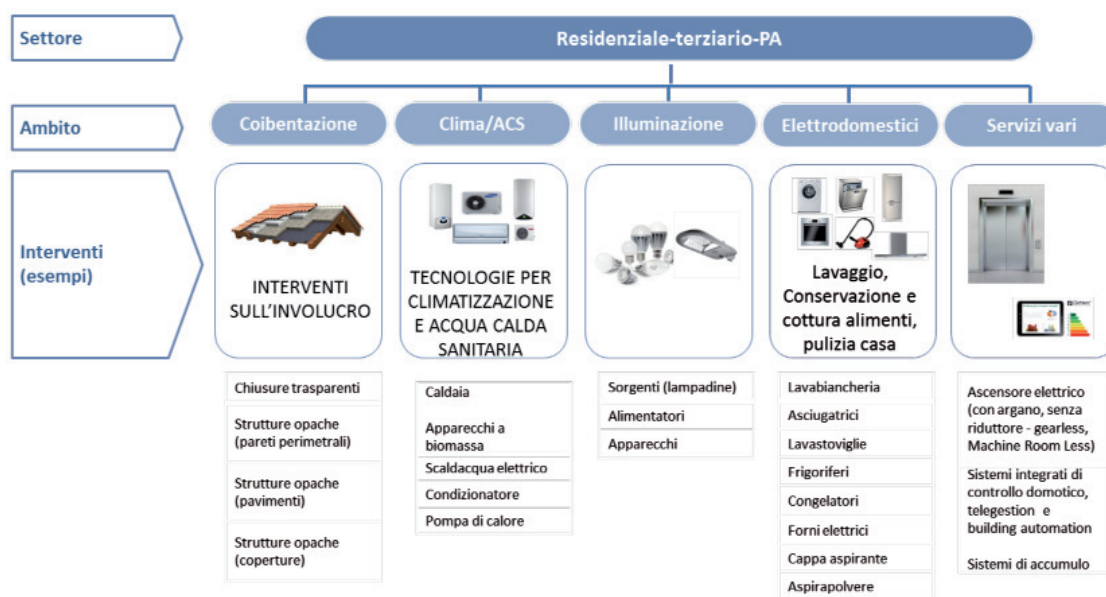 Settore
Residenziale-terziario-PA
Ambito
Coibentazione
Clima/ACS
Illuminazione
Elettrodomestici
Servizi vari
Interventi
(esempi)
INTERVENTI
SULL'INVOLUCRO
TECNOLOGIE PER
CLIMATIZZAZIONE
E ACQUA CALDA
SANITARIA
Lavaggio,
Conservazione e
cottura alimenti,
pulizia casa
Chiusure trasparenti
Strutture opache
(pareti perimetrali)
Strutture opache
(pavimenti)
Strutture opache
(coperture)
Caldaia
Apparecchi a
biomassa
Scaldacqua elettrico
Condizionatore
Pompa di calore
Sorgenti (lampadine)
Alimentatori
Apparecchi
Lavabiancheria
Asciugatrici
Lavastoviglie
Frigoriferi
Congelatori
Forni elettrici
Cappa aspirante
Aspirapolvere
Ascensore elettrico
(con argano, senza
riduttore - gearless,
Machine Room Less)
Sistemi integrati di
controllo domotico,
telegestion e
building automation
Sistemi di accumulo